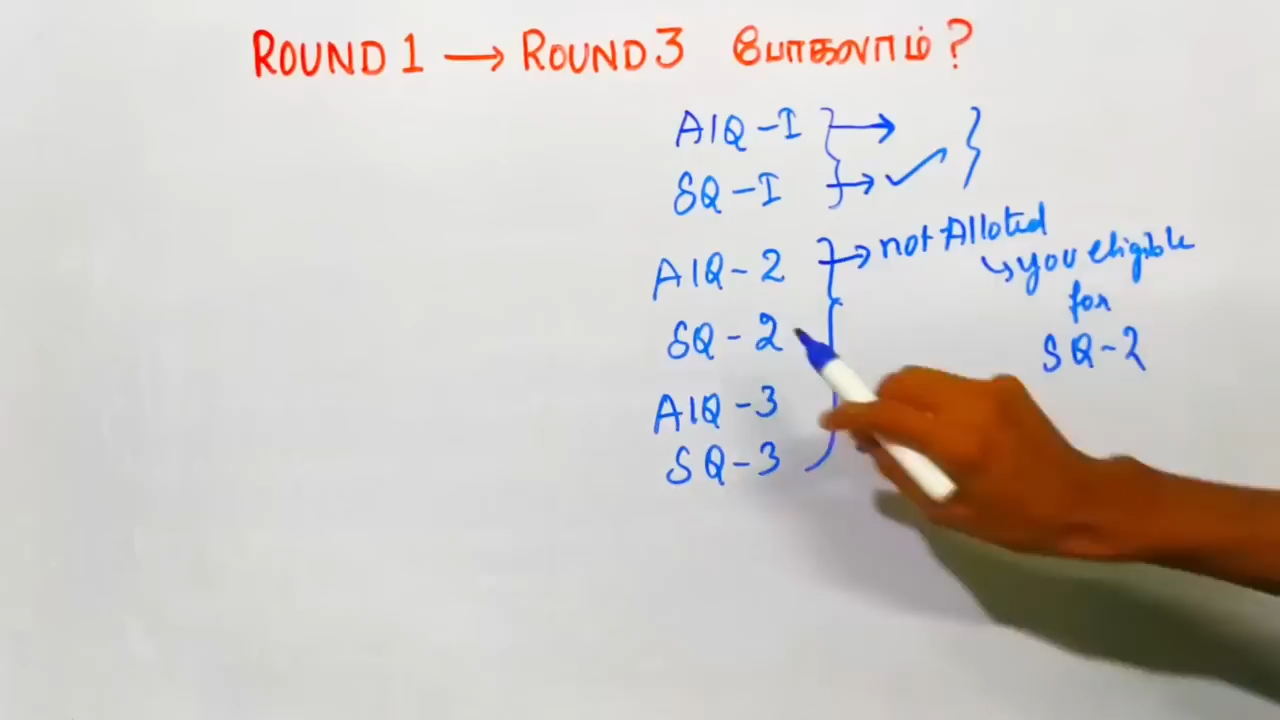 ROUND 1 → ROUND 3 போகலாம் ?
AIQ - I →
SQ - I → ✓
AIQ - 2 → not Alloted
↳ you eligible
for
SQ - 2
SQ - 2
AIQ - 3
SQ - 3